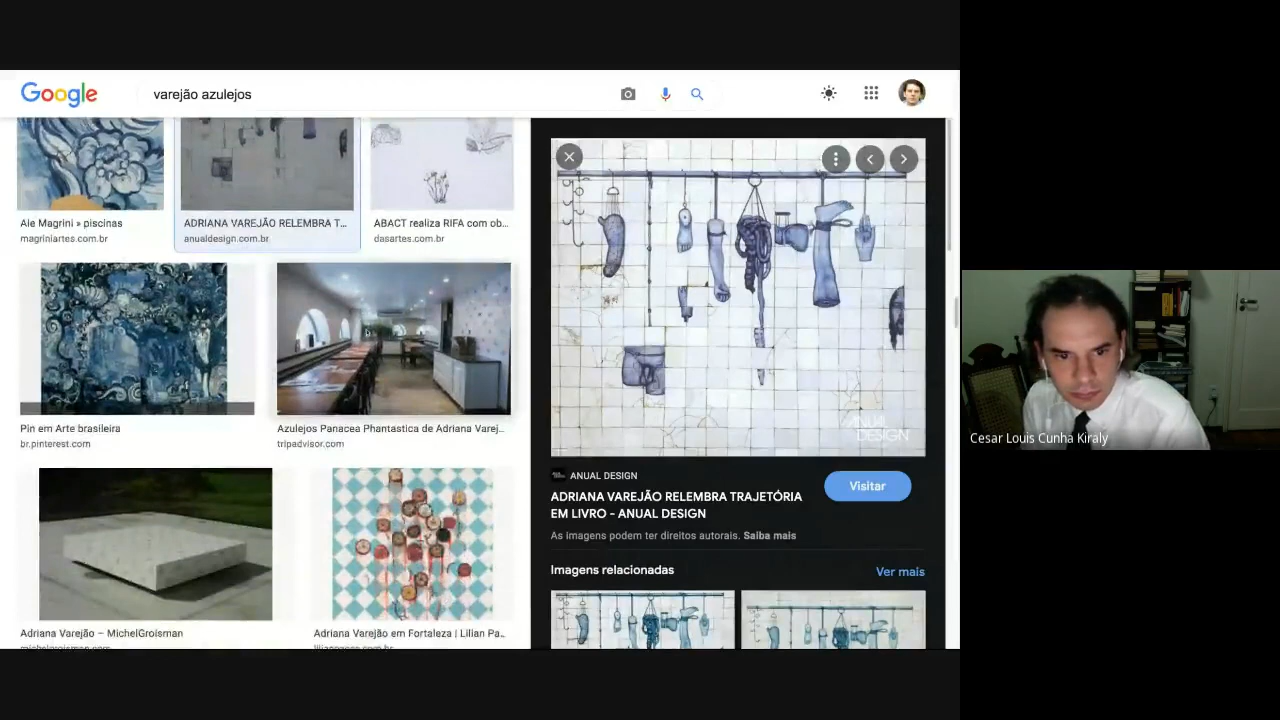 Google
varejão azulejos
Ale Magrini » piscinas
magriniartes.com.br
ADRIANA VAREJÃO RELEMBRA T...
anualdesign.com.br
ABACT realiza RIFA com ob...
dasartes.com.br
Pin em Arte brasileira
br.pinterest.com
Azulejos Panacea Phantastica de Adriana Varej...
tripadvisor.com
Adriana Varejão – MichelGroisman
michelgroisman.com
Adriana Varejão em Fortaleza | Lilian Pa...
ANUAL
DESIGN
ANUAL DESIGN
ADRIANA VAREJÃO RELEMBRA TRAJETÓRIA
EM LIVRO - ANUAL DESIGN
Visitar
As imagens podem ter direitos autorais. Saiba mais
Imagens relacionadas
Ver mais
Cesar Louis Cunha Kiraly